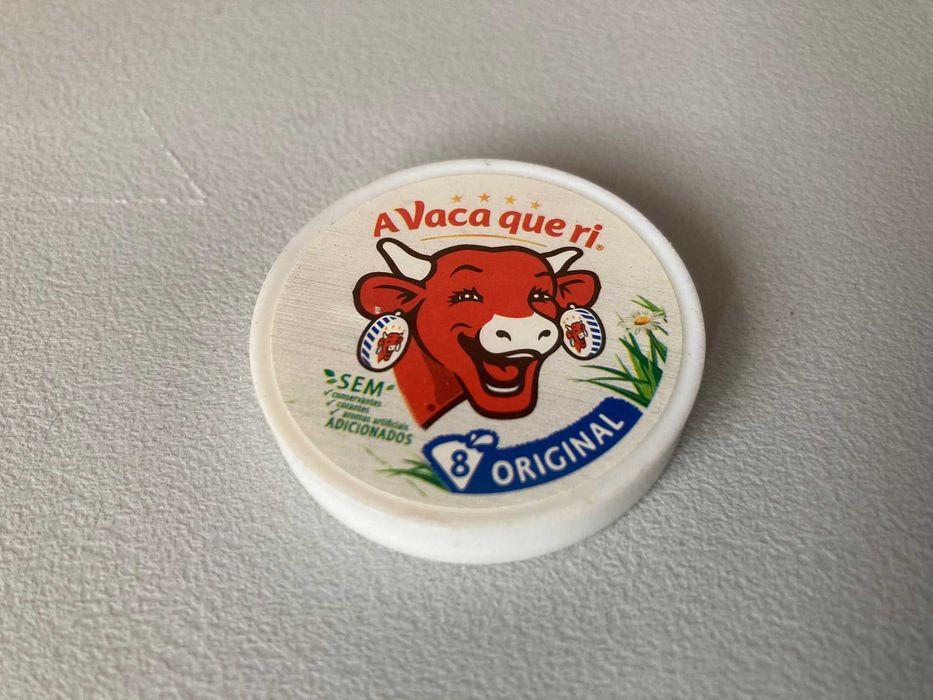 A Vaca que ri®
SEM
conservantes
corantes
aromas artificiais
ADICIONADOS
8 ORIGINAL